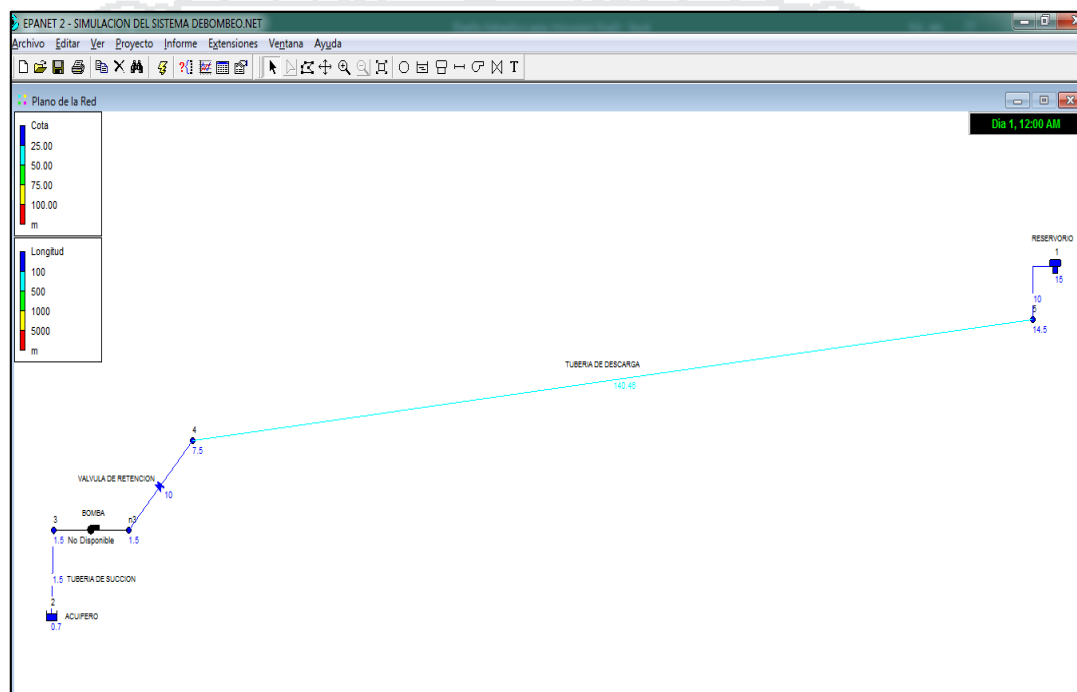 EPANET 2 - SIMULACION DEL SISTEMA DEBOMBEO.NET
Archivo Editar Ver Proyecto Informe Extensiones Ventana Ayuda
T
Plano de la Red
Dia 1, 12:00 AM
Cota
25.00
50.00
75.00
100.00
m
Longitud
100
500
1000
5000
m
RESERVORIO
1
15
10
5
14.5
TUBERIA DE DESCARGA
140.46
4
7.5
VALVULA DE RETENCION
10
BOMBA
3
n3
1.5 No Disponible 1.5
1.5 TUBERIA DE SUCCION
2
ACUIFERO
0.7